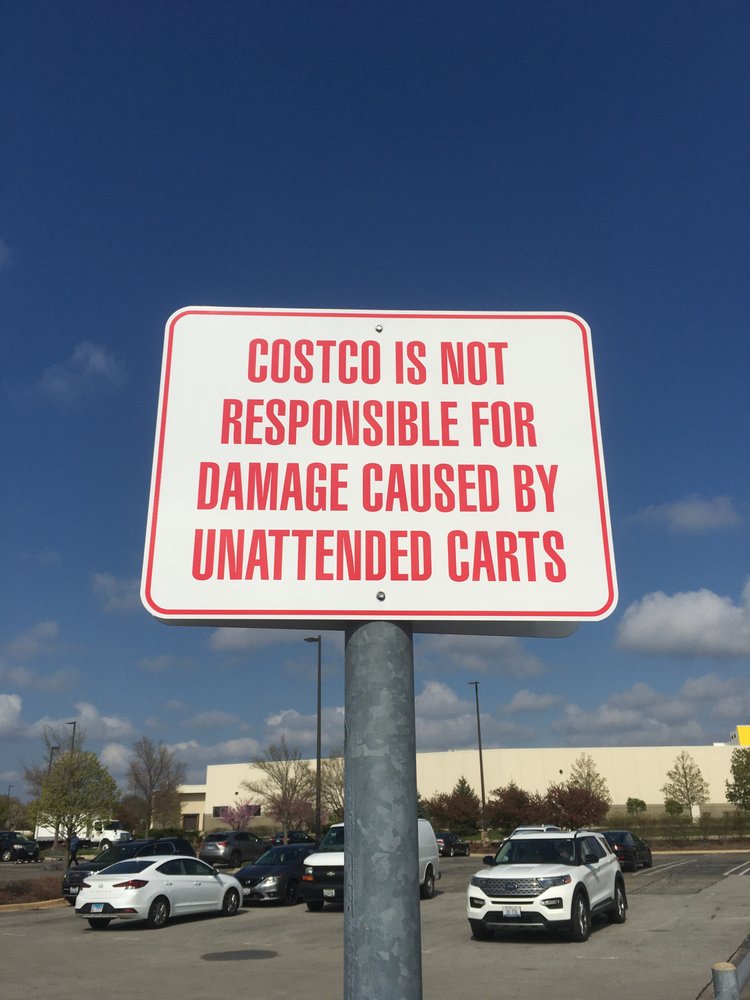 COSTCO IS NOT
RESPONSIBLE FOR
DAMAGE CAUSED BY
UNATTENDED CARTS